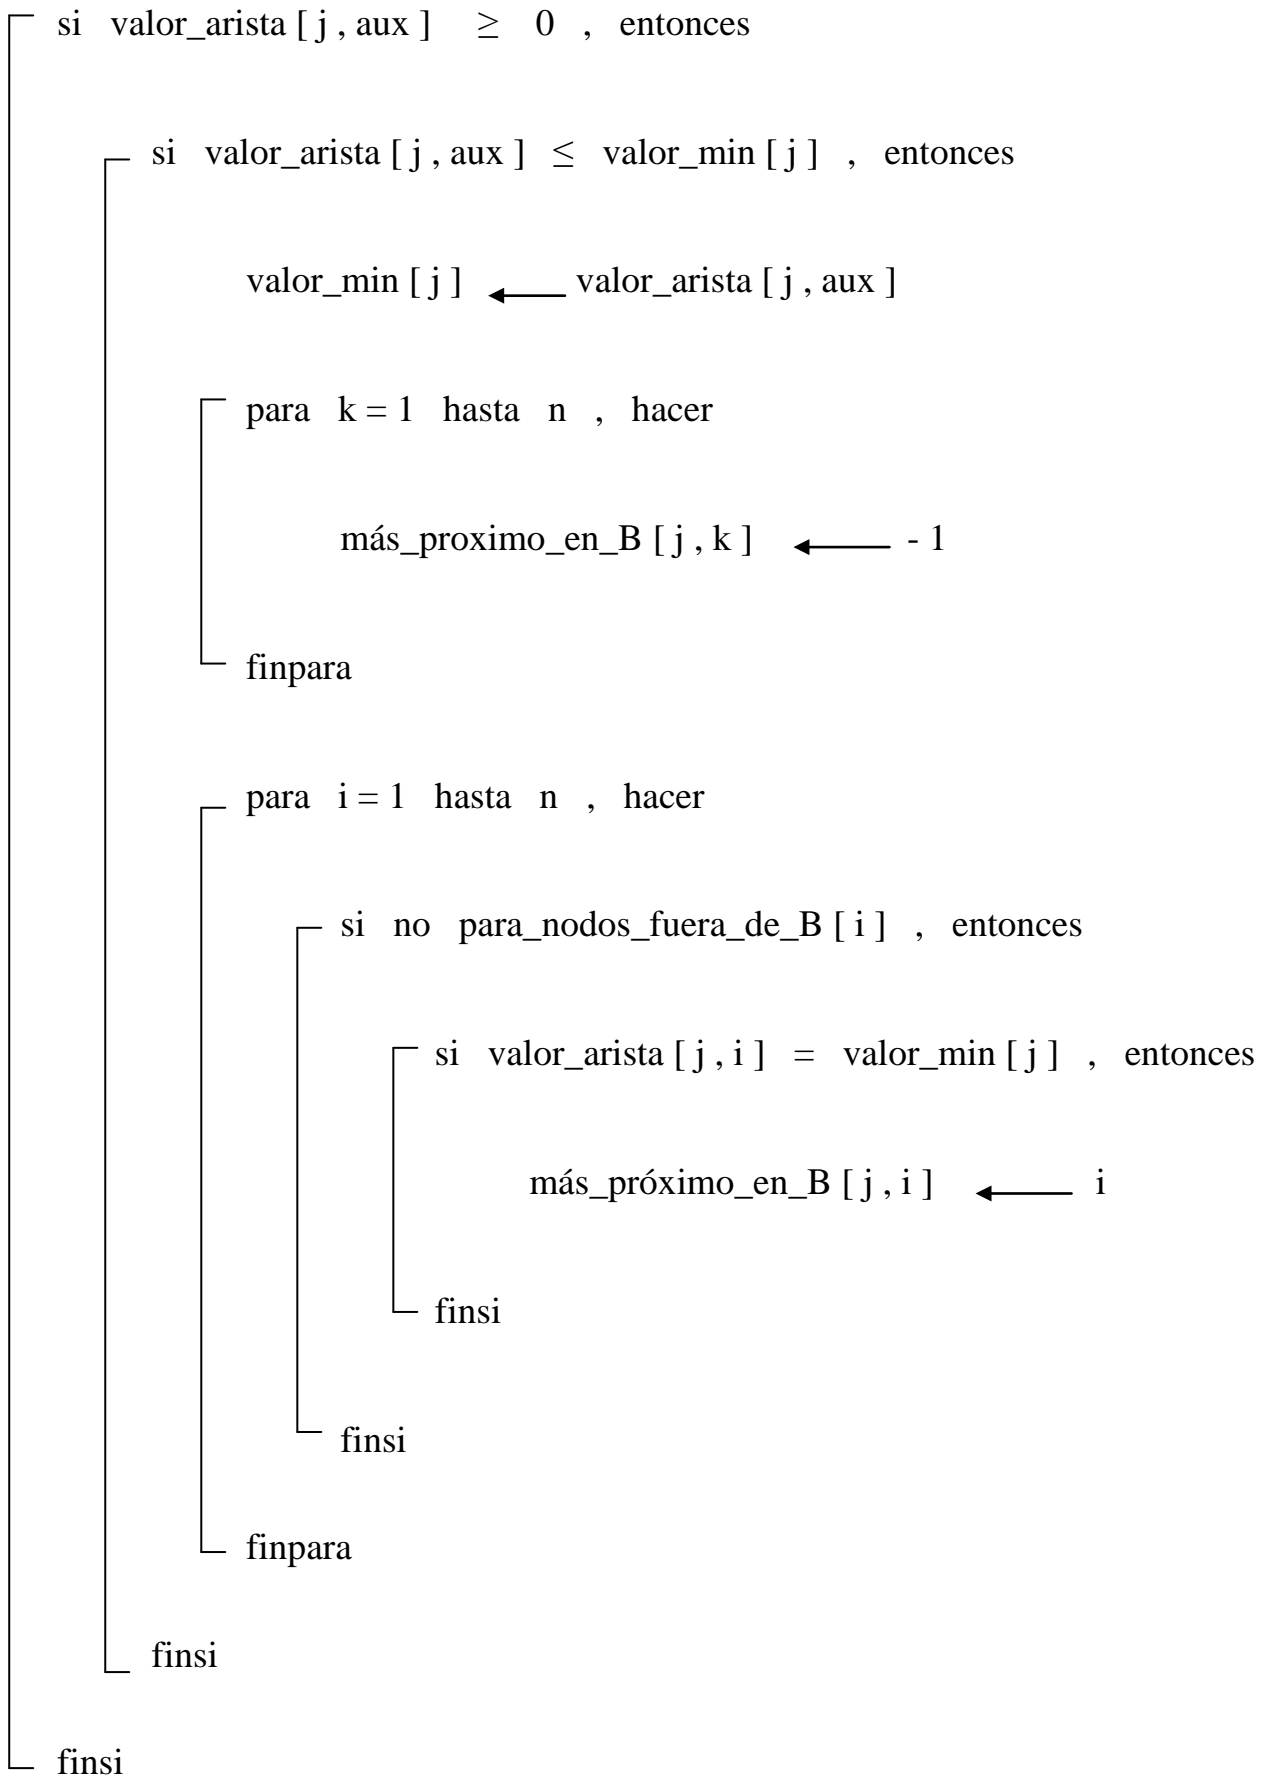 si valor_arista [ j , aux ] ≥ 0 , entonces
si valor_arista [ j , aux ] ≤ valor_min [ j ] , entonces
valor_min [ j ] ← valor_arista [ j , aux ]
para k = 1 hasta n , hacer
más_proximo_en_B [ j , k ] ← - 1
finpara
para i = 1 hasta n , hacer
si no para_nodos_fuera_de_B [ i ] , entonces
si valor_arista [ j , i ] = valor_min [ j ] , entonces
más_próximo_en_B [ j , i ] ← i
finsi
finsi
finpara
finsi
finsi